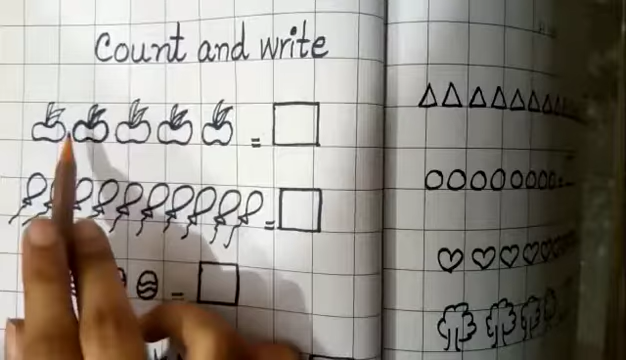 Count and write
=
=
=